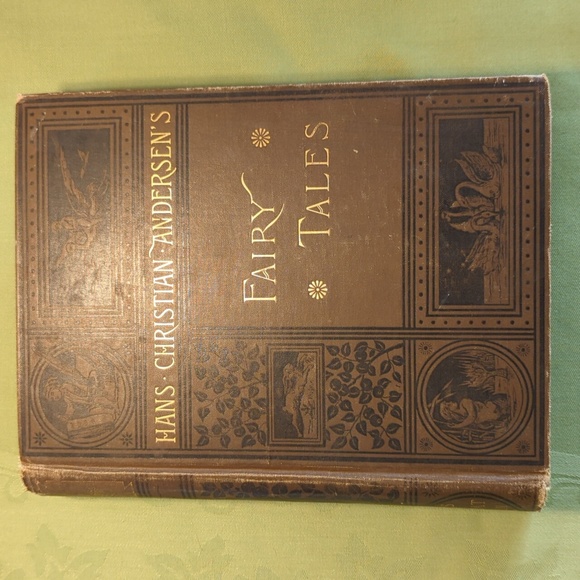 HANS · CHRISTIAN · ANDERSEN'S
FAIRY
TALES